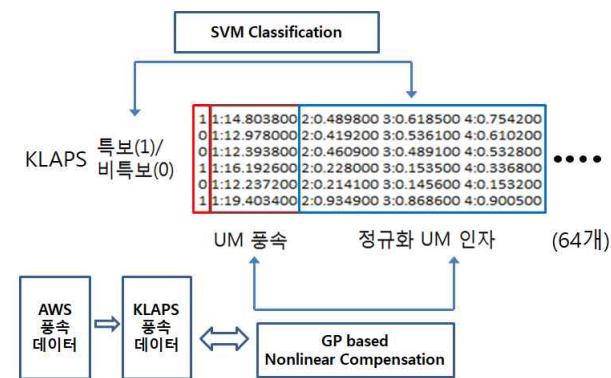 SVM Classification
KLAPS 특보(1)/
비특보(0)
1 1:14.803800 2:0.489800 3:0.618500 4:0.754200
0 1:12.978000 2:0.419200 3:0.536100 4:0.610200
0 1:12.393800 2:0.460900 3:0.489100 4:0.532800
1 1:16.192600 2:0.228000 3:0.153500 4:0.336800
0 1:12.237200 2:0.214100 3:0.145600 4:0.153200
1 1:19.403400 2:0.934900 3:0.868600 4:0.900500
UM 풍속
정규화 UM 인자
(64개)
AWS
풍속
데이터
KLAPS
풍속
데이터
GP based
Nonlinear Compensation